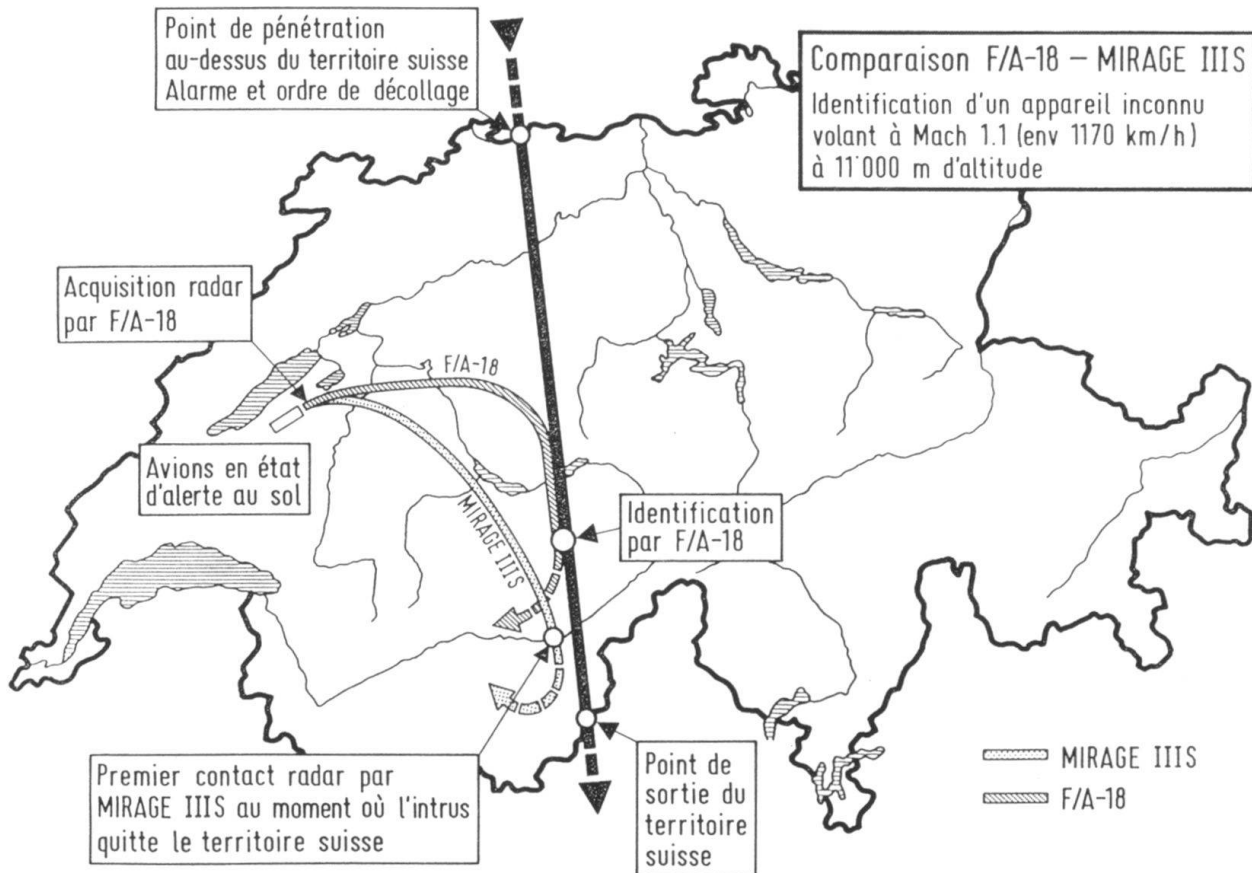 Point de pénétration
au-dessus du territoire suisse
Alarme et ordre de décollage
Comparaison F/A-18 – MIRAGE IIIS
Identification d'un appareil inconnu
volant à Mach 1.1 (env 1170 km/h)
à 11'000 m d'altitude
Acquisition radar
par F/A-18
F/A-18
Avions en état
d'alerte au sol
MIRAGE IIIS
Identification
par F/A-18
Premier contact radar par
MIRAGE IIIS au moment où l'intrus
quitte le territoire suisse
Point de
sortie du
territoire
suisse
MIRAGE IIIS
F/A-18